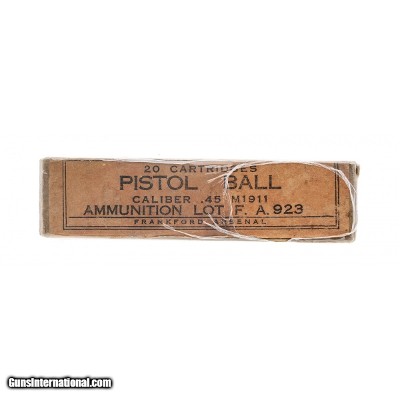 20 CARTRIDGES
PISTOL BALL
CALIBER .45 M1911
AMMUNITION LOT F. A. 923
FRANKFORD ARSENAL
GunsInternational.com